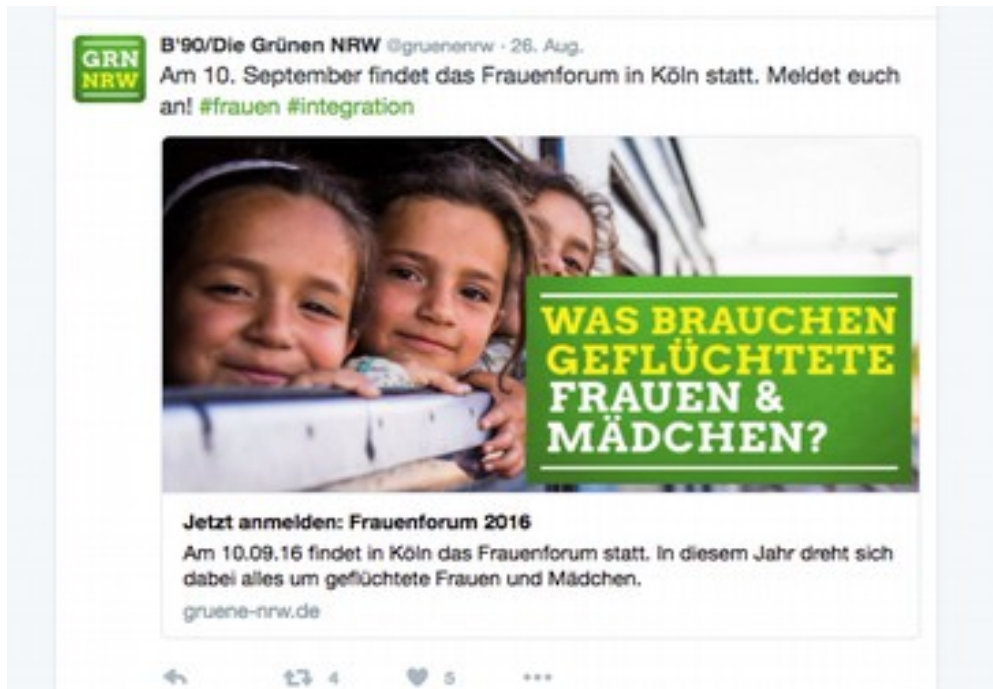 GRN
NRW
B'90/Die Grünen NRW @gruenenrw · 26. Aug.
Am 10. September findet das Frauenforum in Köln statt. Meldet euch
an! #frauen #integration
WAS BRAUCHEN
GEFLÜCHTETE
FRAUEN &
MÄDCHEN?
Jetzt anmelden: Frauenforum 2016
Am 10.09.16 findet in Köln das Frauenforum statt. In diesem Jahr dreht sich
dabei alles um geflüchtete Frauen und Mädchen.
gruene-nrw.de
4 5